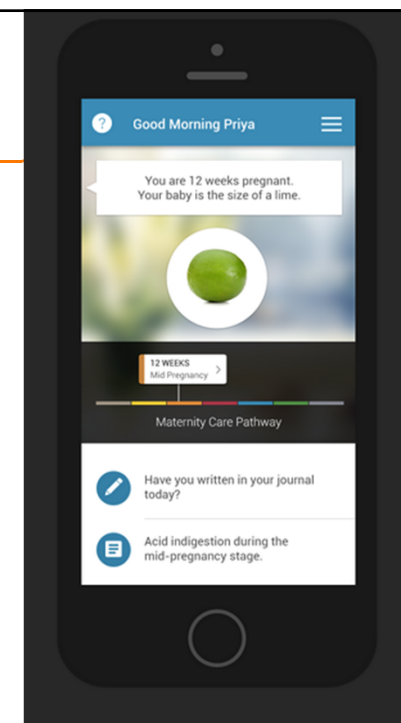 ?
Good Morning Priya
You are 12 weeks pregnant.
Your baby is the size of a lime.
12 WEEKS
Mid Pregnancy
Maternity Care Pathway
Have you written in your journal
today?
Acid indigestion during the
mid-pregnancy stage.